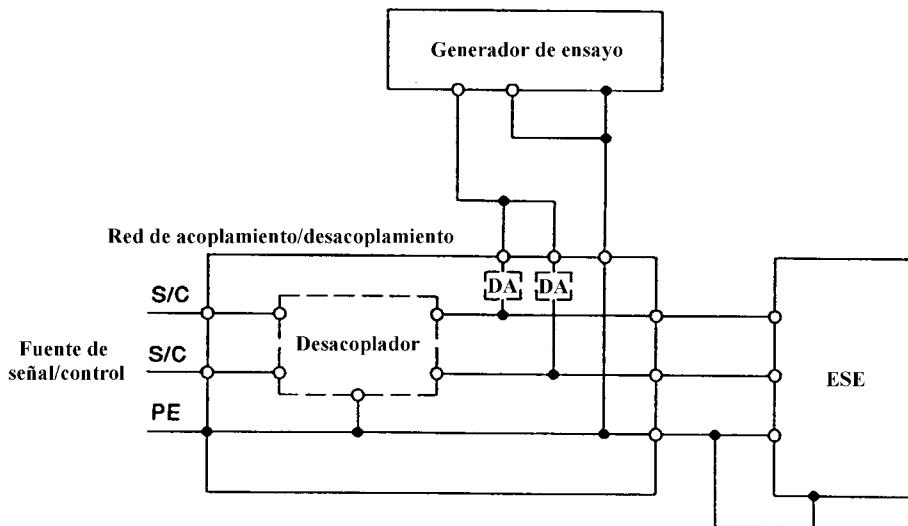 Generador de ensayo
Red de acoplamiento/desacoplamiento
DA DA
S/C
Desacoplador
Fuente de
señal/control
S/C
ESE
PE